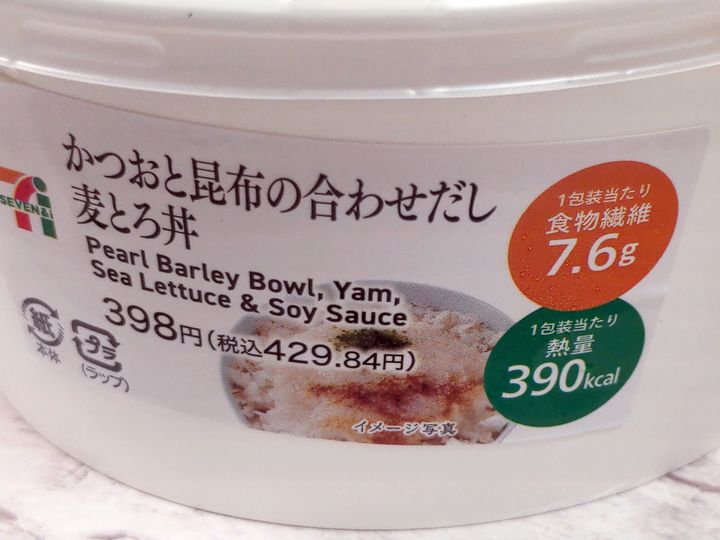 かつおと昆布の合わせだし
麦とろ丼
Pearl Barley Bowl, Yam,
Sea Lettuce & Soy Sauce
398円(税込429.84円)
SEVEN&i
紙
本体
プラ
(ラップ)
1包装当たり
食物繊維
7.6g
1包装当たり
熱量
390kcal
イメージ写真